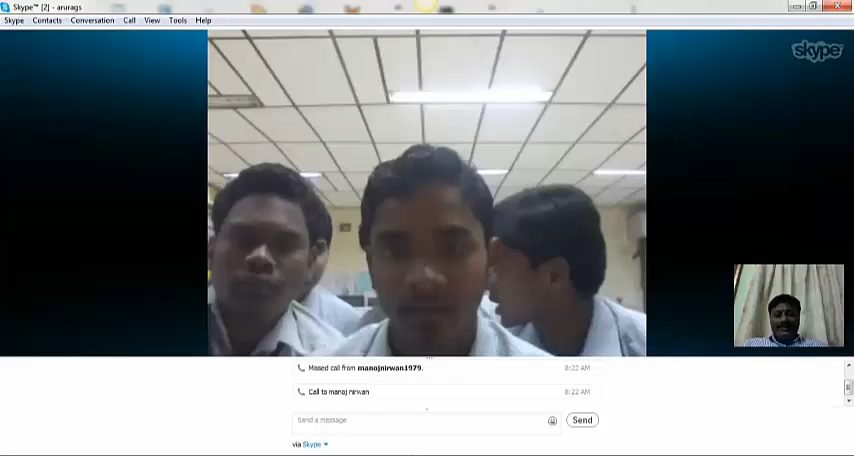 Skype™ [2] - arurags
Skype Contacts Conversation Call View Tools Help
skype
Missed call from manojnirwan1979. 8:22 AM
Call to manoj nirwan 8:22 AM
Send a message Send
via Skype